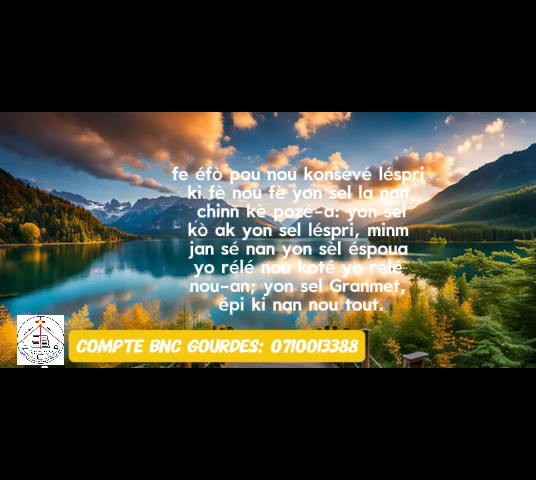 fe éfò pou nou konsèvé léspri
ki fè nou fè yon sel la nan
chinn kè pozé-a: yon sel
kò ak yon sel léspri, minm
jan sé nan yon sèl éspoua
yo rélé nou koté yo rélé
nou-an; yon sel Granmet,
épi ki nan nou tout.
COMPTE BNC GOURDES: 0710013388